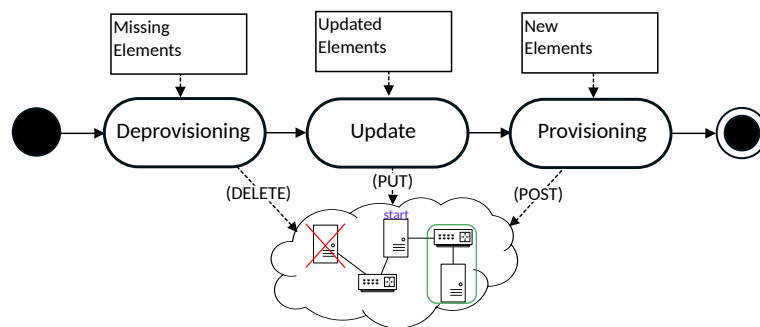 Missing
Elements
Updated
Elements
New
Elements
Deprovisioning
Update
Provisioning
(DELETE)
(PUT)
(POST)
start